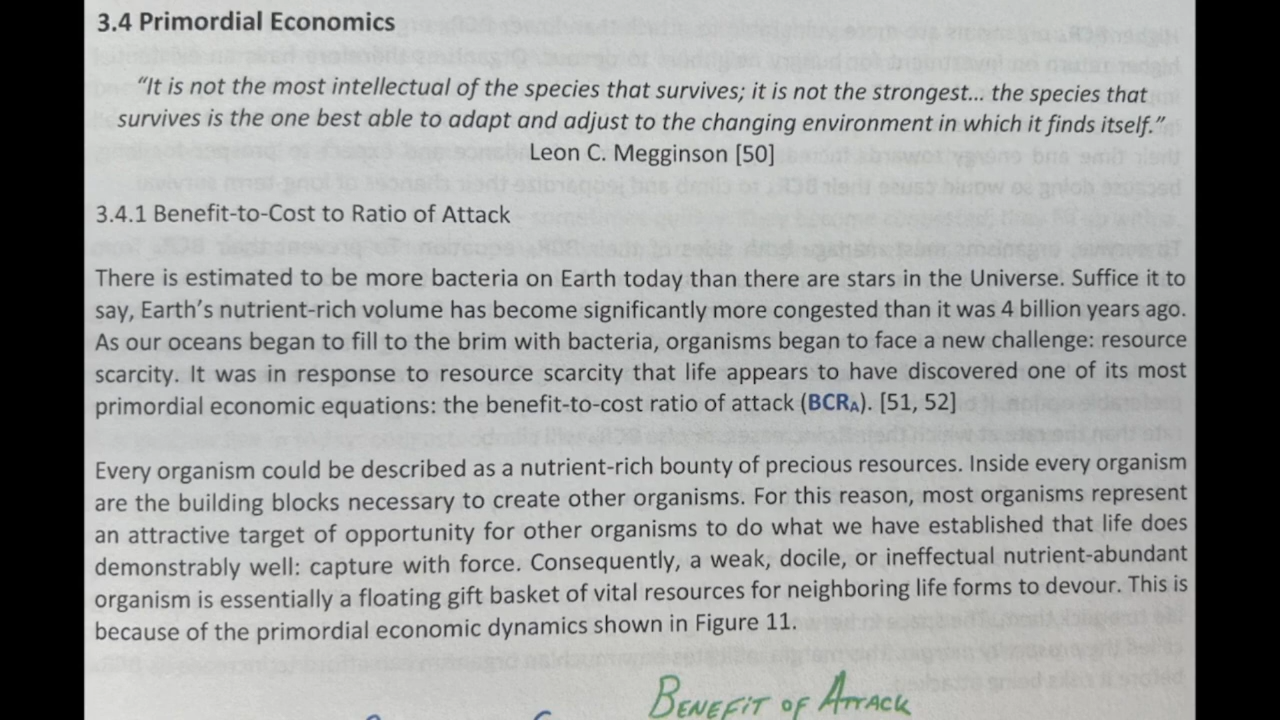 3.4 Primordial Economics
“It is not the most intellectual of the species that survives; it is not the strongest... the species that
survives is the one best able to adapt and adjust to the changing environment in which it finds itself.”
Leon C. Megginson [50]
3.4.1 Benefit-to-Cost to Ratio of Attack
There is estimated to be more bacteria on Earth today than there are stars in the Universe. Suffice it to
say, Earth’s nutrient-rich volume has become significantly more congested than it was 4 billion years ago.
As our oceans began to fill to the brim with bacteria, organisms began to face a new challenge: resource
scarcity. It was in response to resource scarcity that life appears to have discovered one of its most
primordial economic equations: the benefit-to-cost ratio of attack (BCRA). [51, 52]
Every organism could be described as a nutrient-rich bounty of precious resources. Inside every organism
are the building blocks necessary to create other organisms. For this reason, most organisms represent
an attractive target of opportunity for other organisms to do what we have established that life does
demonstrably well: capture with force. Consequently, a weak, docile, or ineffectual nutrient-abundant
organism is essentially a floating gift basket of vital resources for neighboring life forms to devour. This is
because of the primordial economic dynamics shown in Figure 11.
BENEFIT OF ATTACK